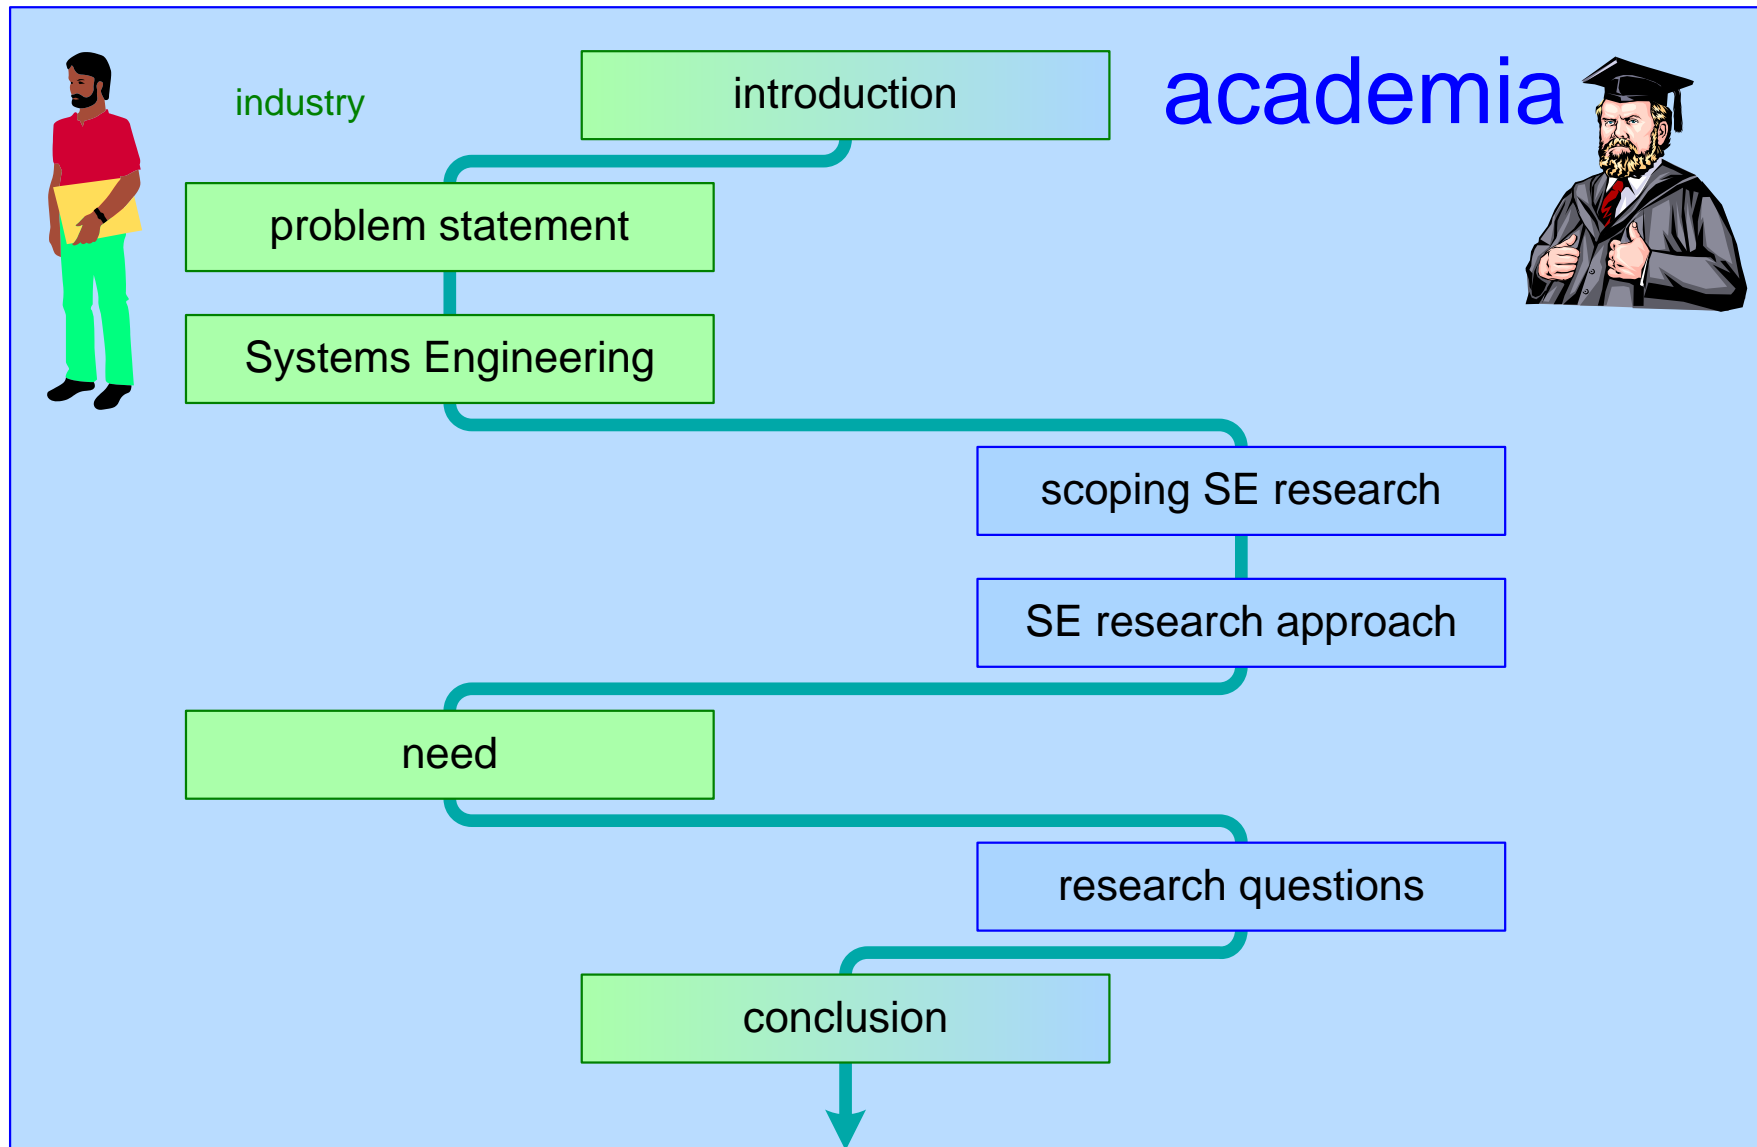 industry
introduction
academia
problem statement
Systems Engineering
scoping SE research
SE research approach
need
research questions
conclusion